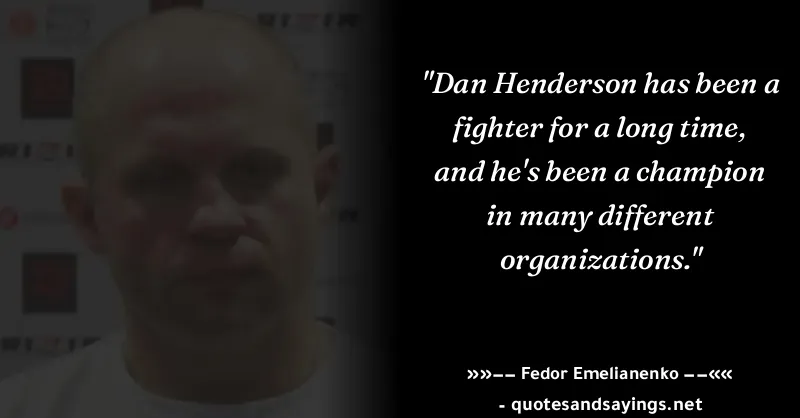 "Dan Henderson has been a
fighter for a long time,
and he's been a champion
in many different
organizations."
»»–– Fedor Emelianenko ––««
- quotesandsayings.net